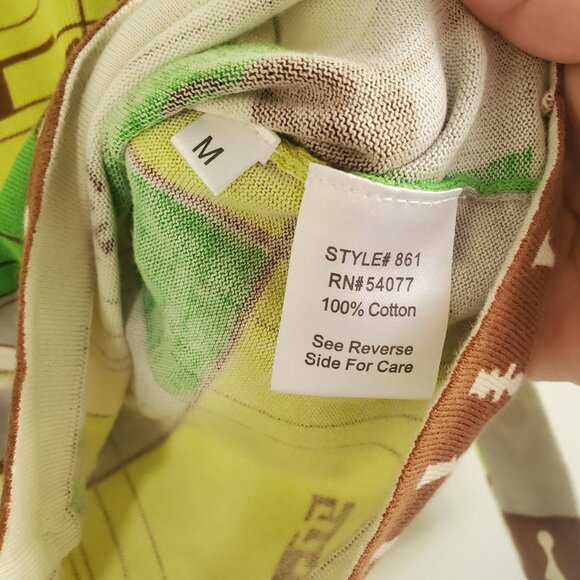 M
STYLE# 861
RN#54077
100% Cotton
See Reverse
Side For Care